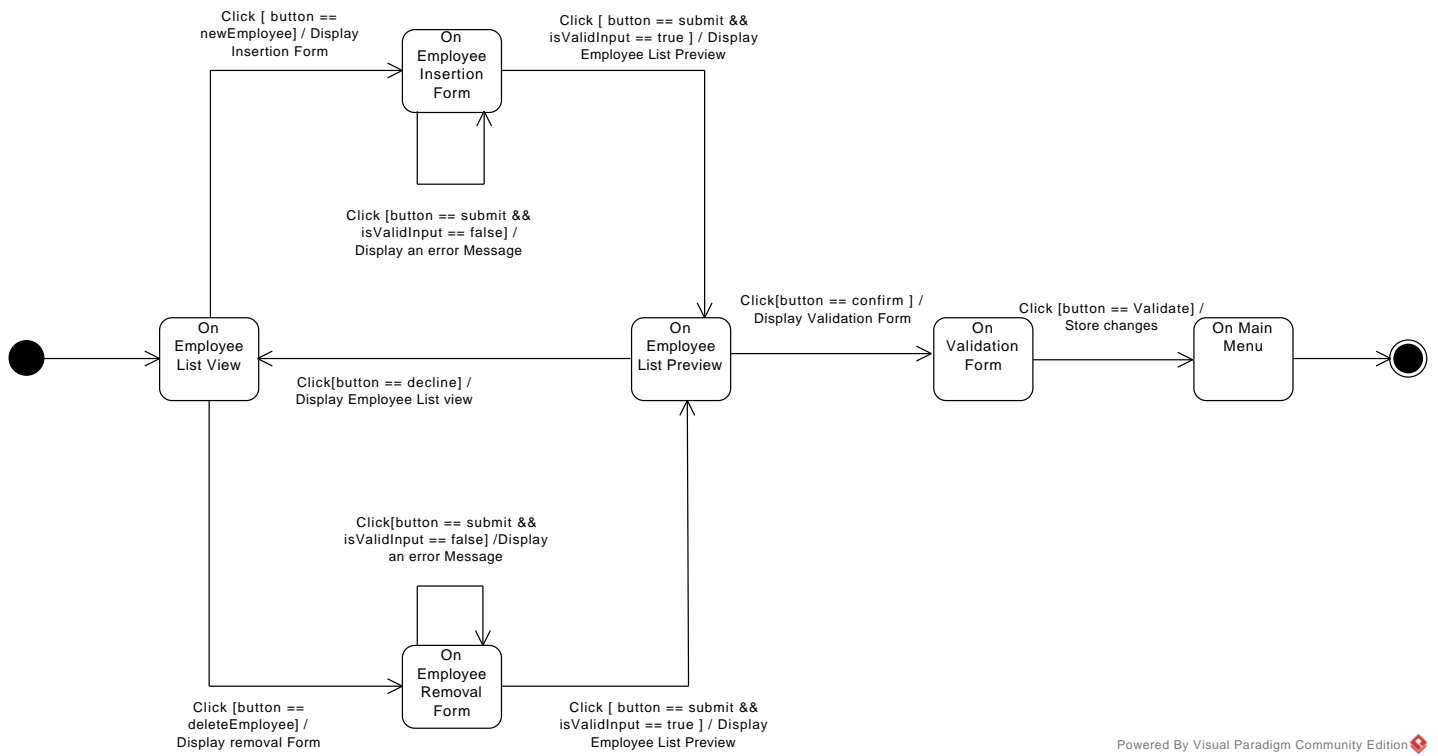 Click [ button ==
newEmployee] / Display
Insertion Form
On
Employee
Insertion
Form
Click [ button == submit &&
isValidInput == true ] / Display
Employee List Preview
Click [button == submit &&
isValidInput == false] /
Display an error Message
On
Employee
List View
Click[button == decline] /
Display Employee List view
On
Employee
List Preview
Click[button == confirm ] /
Display Validation Form
On
Validation
Form
Click [button == Validate] /
Store changes
On Main
Menu
Click[button == submit &&
isValidInput == false] /Display
an error Message
On
Employee
Removal
Form
Click [button ==
deleteEmployee] /
Display removal Form
Click [ button == submit &&
isValidInput == true ] / Display
Employee List Preview
Powered By Visual Paradigm Community Edition